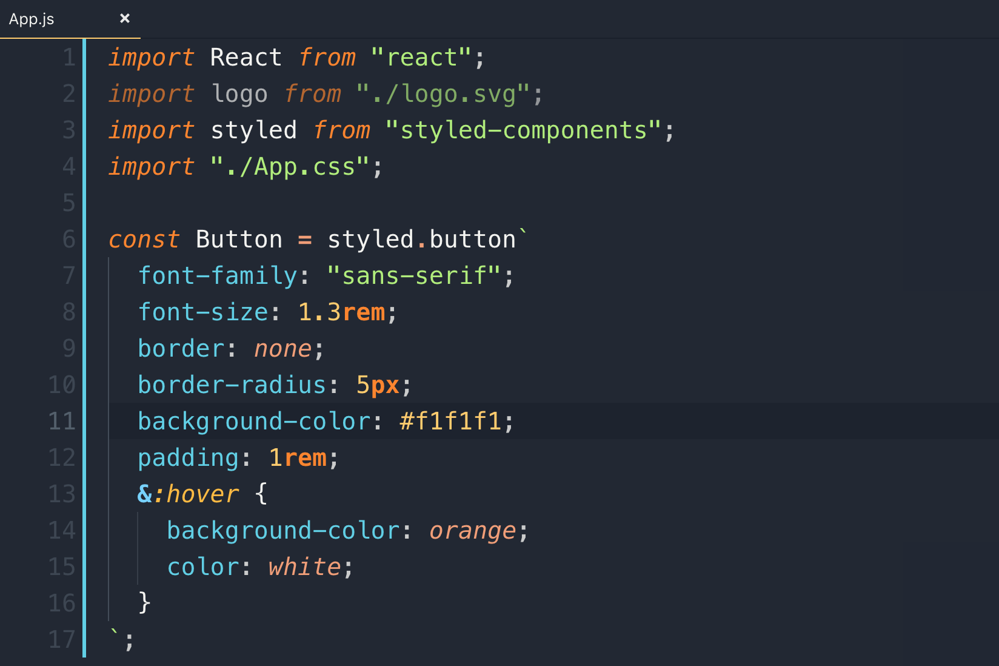 App.js ×
1 import React from "react";
2 import logo from "./logo.svg";
3 import styled from "styled-components";
4 import "./App.css";
5
6 const Button = styled.button`
7   font-family: "sans-serif";
8   font-size: 1.3rem;
9   border: none;
10   border-radius: 5px;
11   background-color: #f1f1f1;
12   padding: 1rem;
13   &:hover {
14     background-color: orange;
15     color: white;
16   }
17 `;